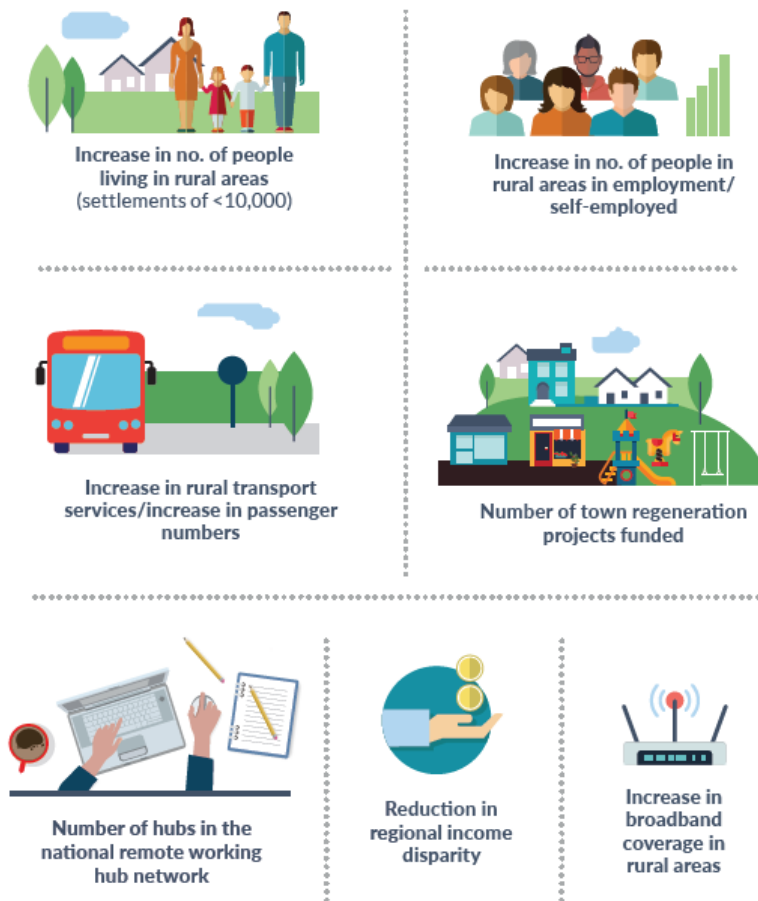 Increase in no. of people
living in rural areas
(settlements of <10,000)
Increase in no. of people in
rural areas in employment/
self-employed
Increase in rural transport
services/increase in passenger
numbers
Number of town regeneration
projects funded
Number of hubs in the
national remote working
hub network
Reduction in
regional income
disparity
Increase in
broadband
coverage in
rural areas